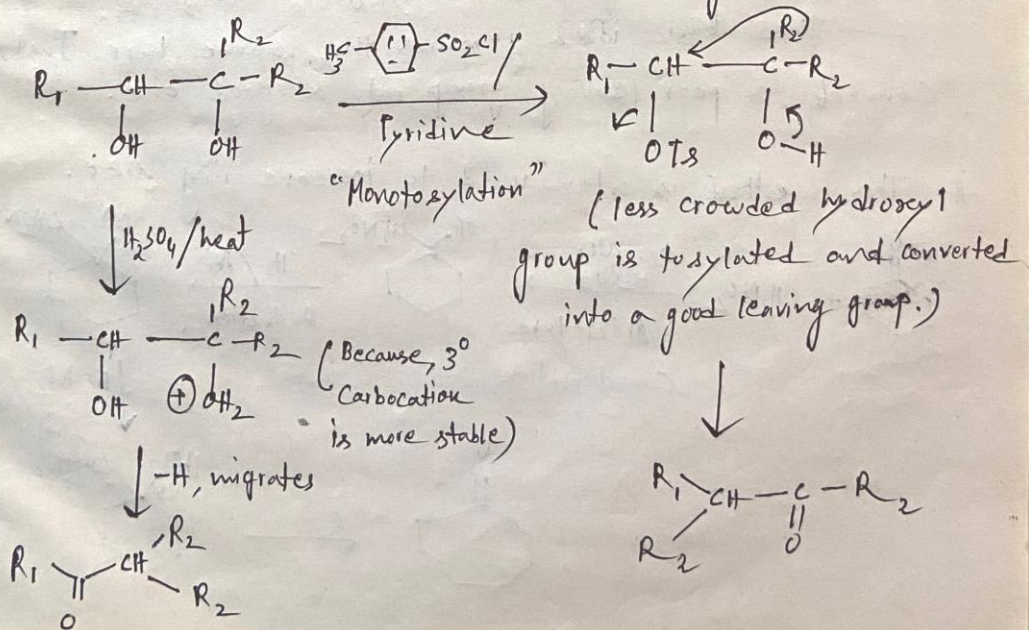 R₁ — CH — C — R₂
R₂
OH OH
H₃C SO₂Cl /
Pyridine
"Monotosylation"
R₁ — CH — C — R₂
R₂
OTs O — H
(less crowded hydroxyl
group is tosylated and converted
into a good leaving group.)
H₂SO₄/heat
R₁ — CH — C — R₂
R₂
OH ⊕ OH₂
(Because, 3°
Carbocation
is more stable)
-H, migrates
R₁ CH R₂
O R₂
R₁ CH — C — R₂
R₂ O